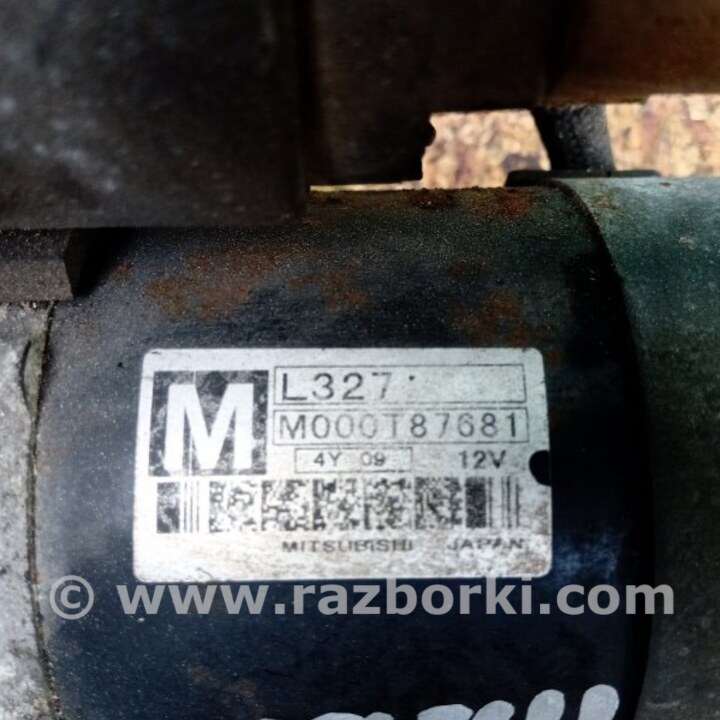 M
L327
M000T87681
4Y 09 12V
MITSUBISHI JAPAN
© www.razborki.com